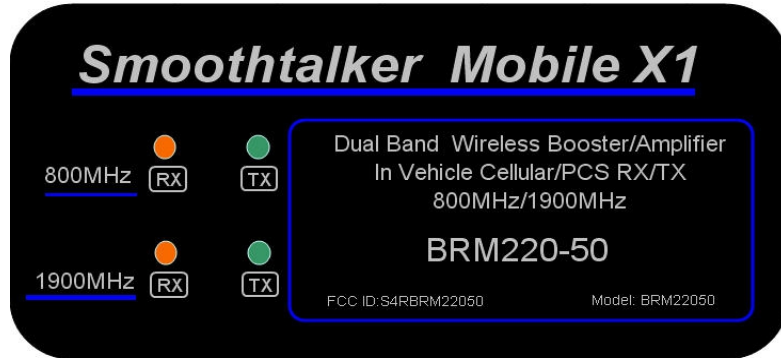 Smoothtalker Mobile X1
800MHz RX TX
1900MHz RX TX
Dual Band Wireless Booster/Amplifier
In Vehicle Cellular/PCS RX/TX
800MHz/1900MHz
BRM220-50
FCC ID:S4RBRM22050 Model: BRM22050